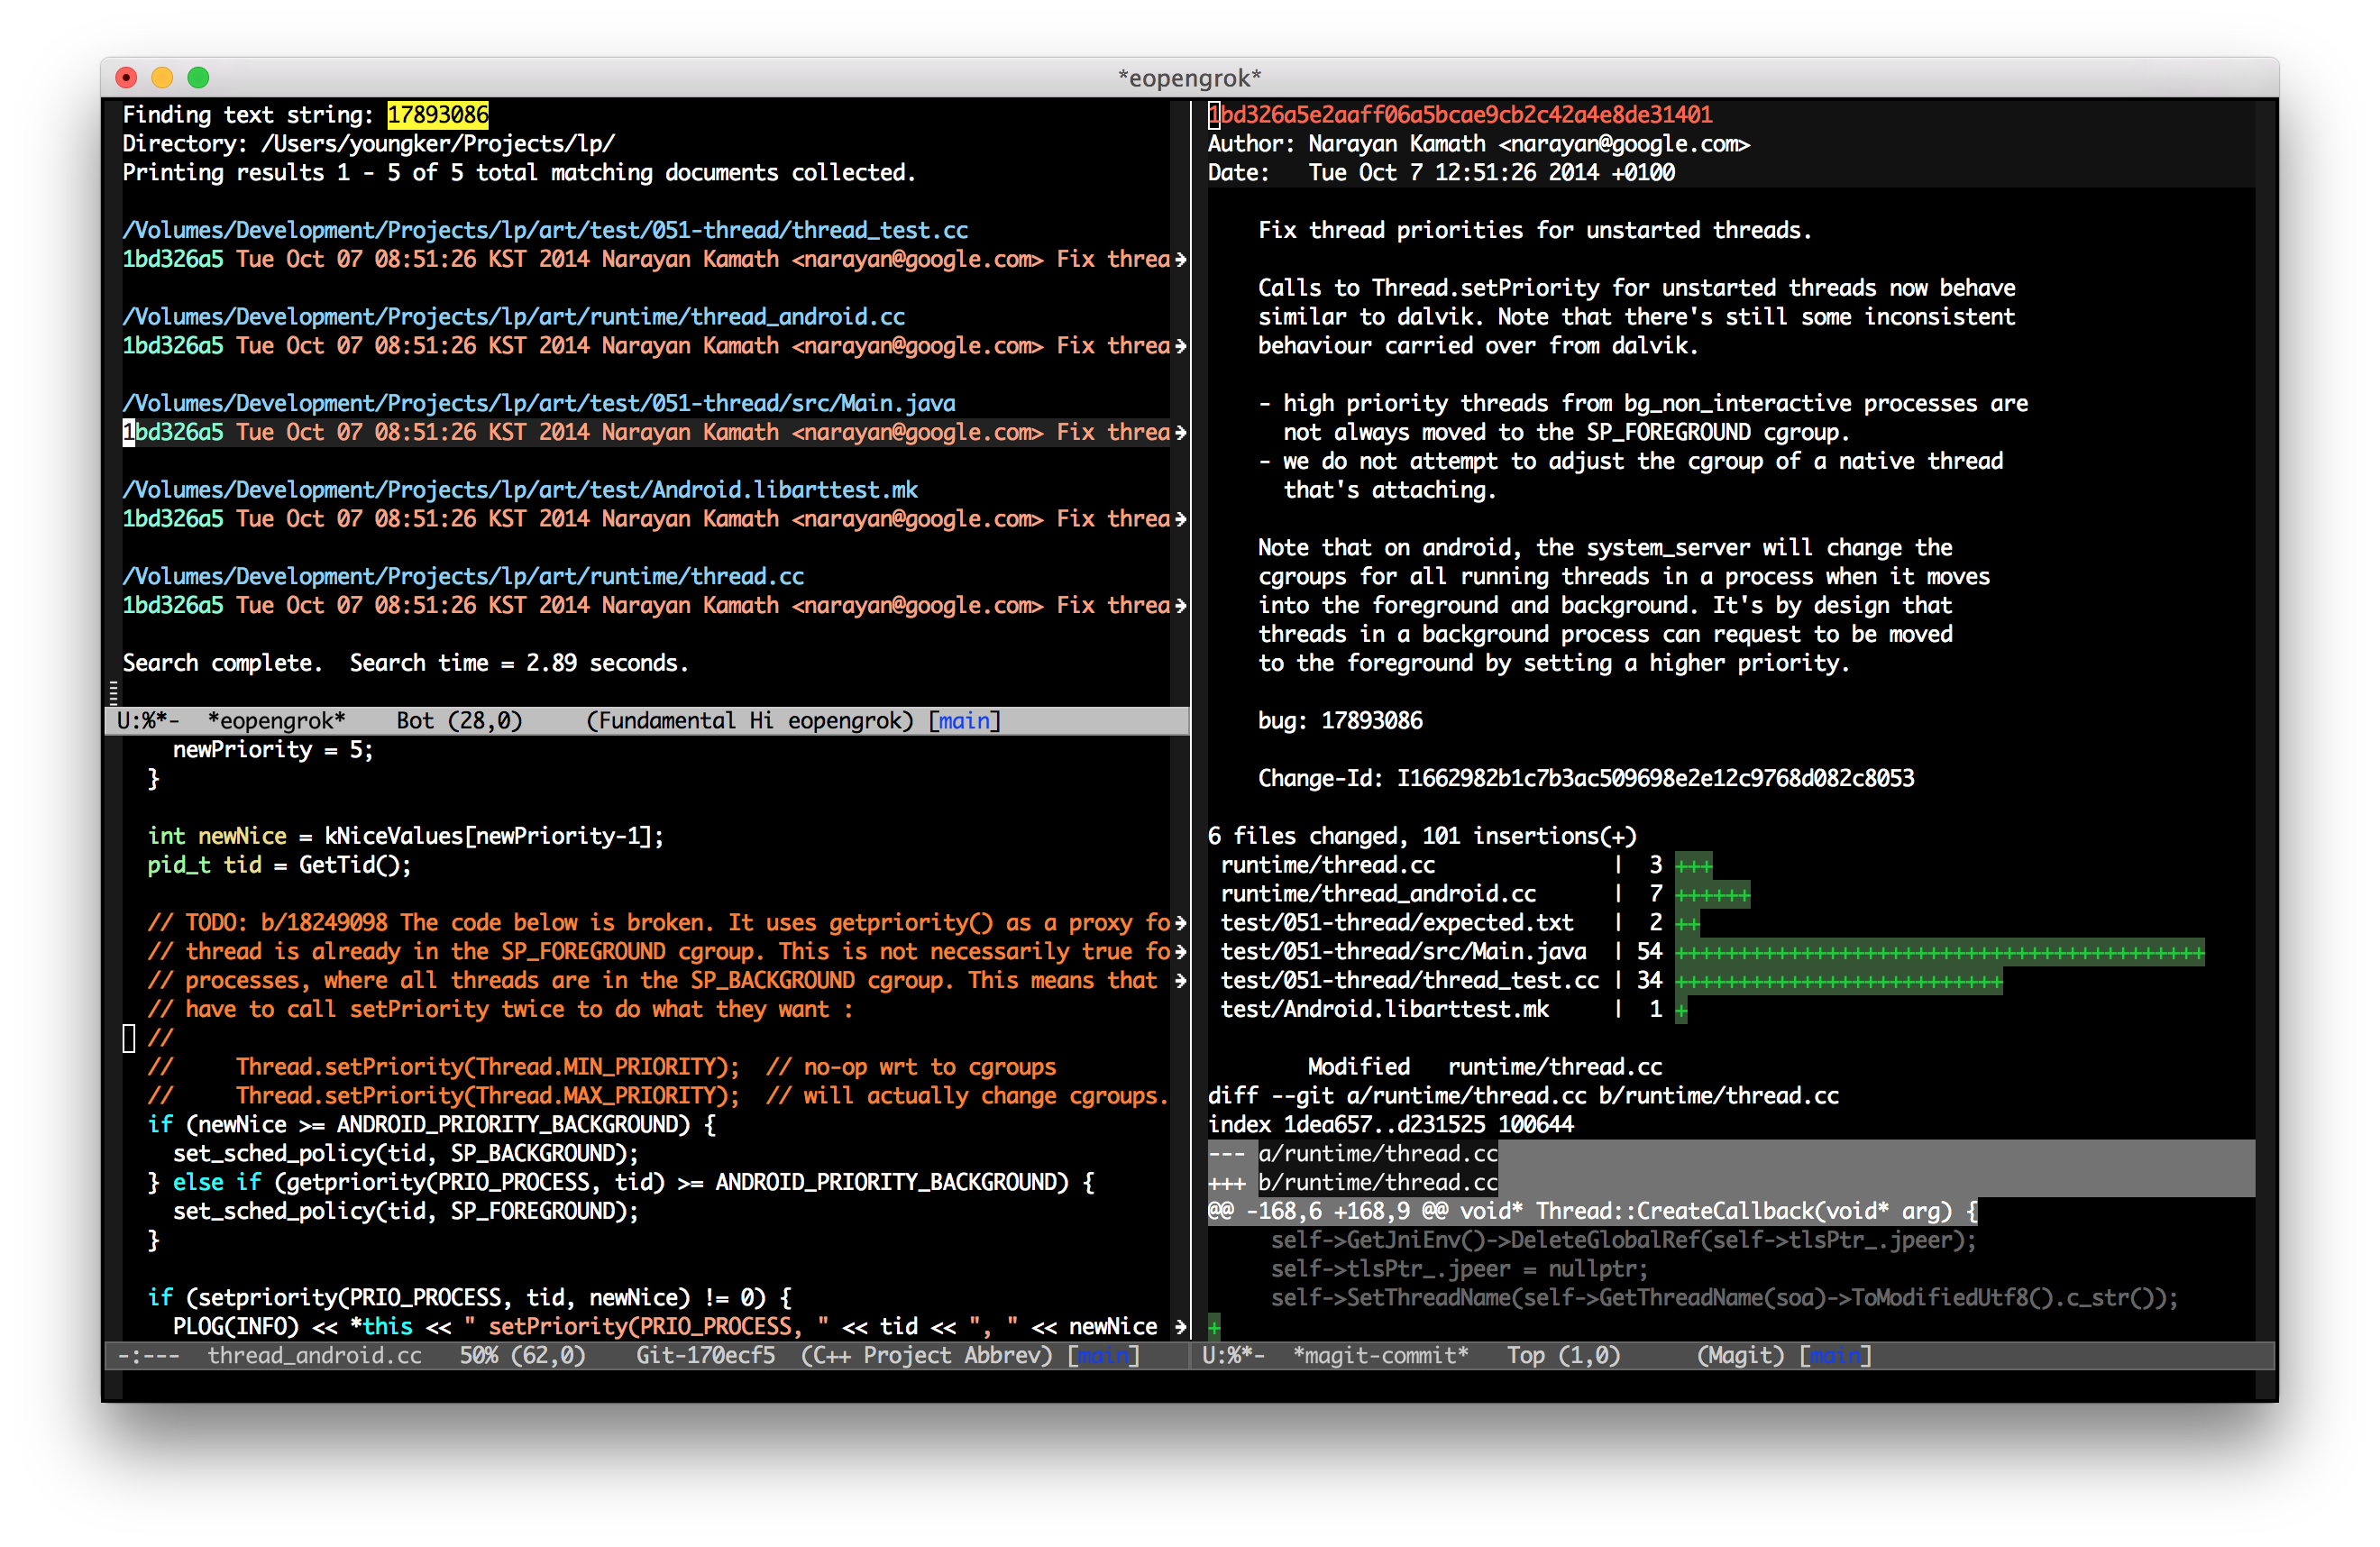 *eopengrok*
Finding text string: 17893086
Directory: /Users/youngker/Projects/lp/
Printing results 1 - 5 of 5 total matching documents collected.
/Volumes/Development/Projects/lp/art/test/051-thread/thread_test.cc
1bd326a5 Tue Oct 07 08:51:26 KST 2014 Narayan Kamath <narayan@google.com> Fix threa
/Volumes/Development/Projects/lp/art/runtime/thread_android.cc
1bd326a5 Tue Oct 07 08:51:26 KST 2014 Narayan Kamath <narayan@google.com> Fix threa
/Volumes/Development/Projects/lp/art/test/051-thread/src/Main.java
1bd326a5 Tue Oct 07 08:51:26 KST 2014 Narayan Kamath <narayan@google.com> Fix threa
/Volumes/Development/Projects/lp/art/test/Android.libarttest.mk
1bd326a5 Tue Oct 07 08:51:26 KST 2014 Narayan Kamath <narayan@google.com> Fix threa
/Volumes/Development/Projects/lp/art/runtime/thread.cc
1bd326a5 Tue Oct 07 08:51:26 KST 2014 Narayan Kamath <narayan@google.com> Fix threa
Search complete.  Search time = 2.89 seconds.
U:%*-  *eopengrok*    Bot (28,0)     (Fundamental Hi eopengrok) [main]
    newPriority = 5;
  }
  int newNice = kNiceValues[newPriority-1];
  pid_t tid = GetTid();
  // TODO: b/18249098 The code below is broken. It uses getpriority() as a proxy fo
  // thread is already in the SP_FOREGROUND cgroup. This is not necessarily true fo
  // processes, where all threads are in the SP_BACKGROUND cgroup. This means that
  // have to call setPriority twice to do what they want :
  //
  //     Thread.setPriority(Thread.MIN_PRIORITY);  // no-op wrt to cgroups
  //     Thread.setPriority(Thread.MAX_PRIORITY);  // will actually change cgroups.
  if (newNice >= ANDROID_PRIORITY_BACKGROUND) {
    set_sched_policy(tid, SP_BACKGROUND);
  } else if (getpriority(PRIO_PROCESS, tid) >= ANDROID_PRIORITY_BACKGROUND) {
    set_sched_policy(tid, SP_FOREGROUND);
  }
  if (setpriority(PRIO_PROCESS, tid, newNice) != 0) {
    PLOG(INFO) << *this << " setPriority(PRIO_PROCESS, " << tid << ", " << newNice
-:---  thread_android.cc   50% (62,0)    Git-170ecf5  (C++ Project Abbrev) [main]
1bd326a5e2aaff06a5bcae9cb2c42a4e8de31401
Author: Narayan Kamath <narayan@google.com>
Date:   Tue Oct 7 12:51:26 2014 +0100
    Fix thread priorities for unstarted threads.
    Calls to Thread.setPriority for unstarted threads now behave
    similar to dalvik. Note that there's still some inconsistent
    behaviour carried over from dalvik.
    - high priority threads from bg_non_interactive processes are
      not always moved to the SP_FOREGROUND cgroup.
    - we do not attempt to adjust the cgroup of a native thread
      that's attaching.
    Note that on android, the system_server will change the
    cgroups for all running threads in a process when it moves
    into the foreground and background. It's by design that
    threads in a background process can request to be moved
    to the foreground by setting a higher priority.
    bug: 17893086
    Change-Id: I1662982b1c7b3ac509698e2e12c9768d082c8053
6 files changed, 101 insertions(+)
 runtime/thread.cc              |  3 +++
 runtime/thread_android.cc      |  7 ++++++
 test/051-thread/expected.txt   |  2 ++
 test/051-thread/src/Main.java  | 54 ++++++++++++++++++++++++++++++++++++++++++
 test/051-thread/thread_test.cc | 34 ++++++++++++++++++++++++++
 test/Android.libarttest.mk     |  1 +
        Modified   runtime/thread.cc
diff --git a/runtime/thread.cc b/runtime/thread.cc
index 1dea657..d231525 100644
--- a/runtime/thread.cc
+++ b/runtime/thread.cc
@@ -168,6 +168,9 @@ void* Thread::CreateCallback(void* arg) {
     self->GetJniEnv()->DeleteGlobalRef(self->tlsPtr_.jpeer);
     self->tlsPtr_.jpeer = nullptr;
     self->SetThreadName(self->GetThreadName(soa)->ToModifiedUtf8().c_str());
+
U:%*-  *magit-commit*   Top (1,0)      (Magit) [main]